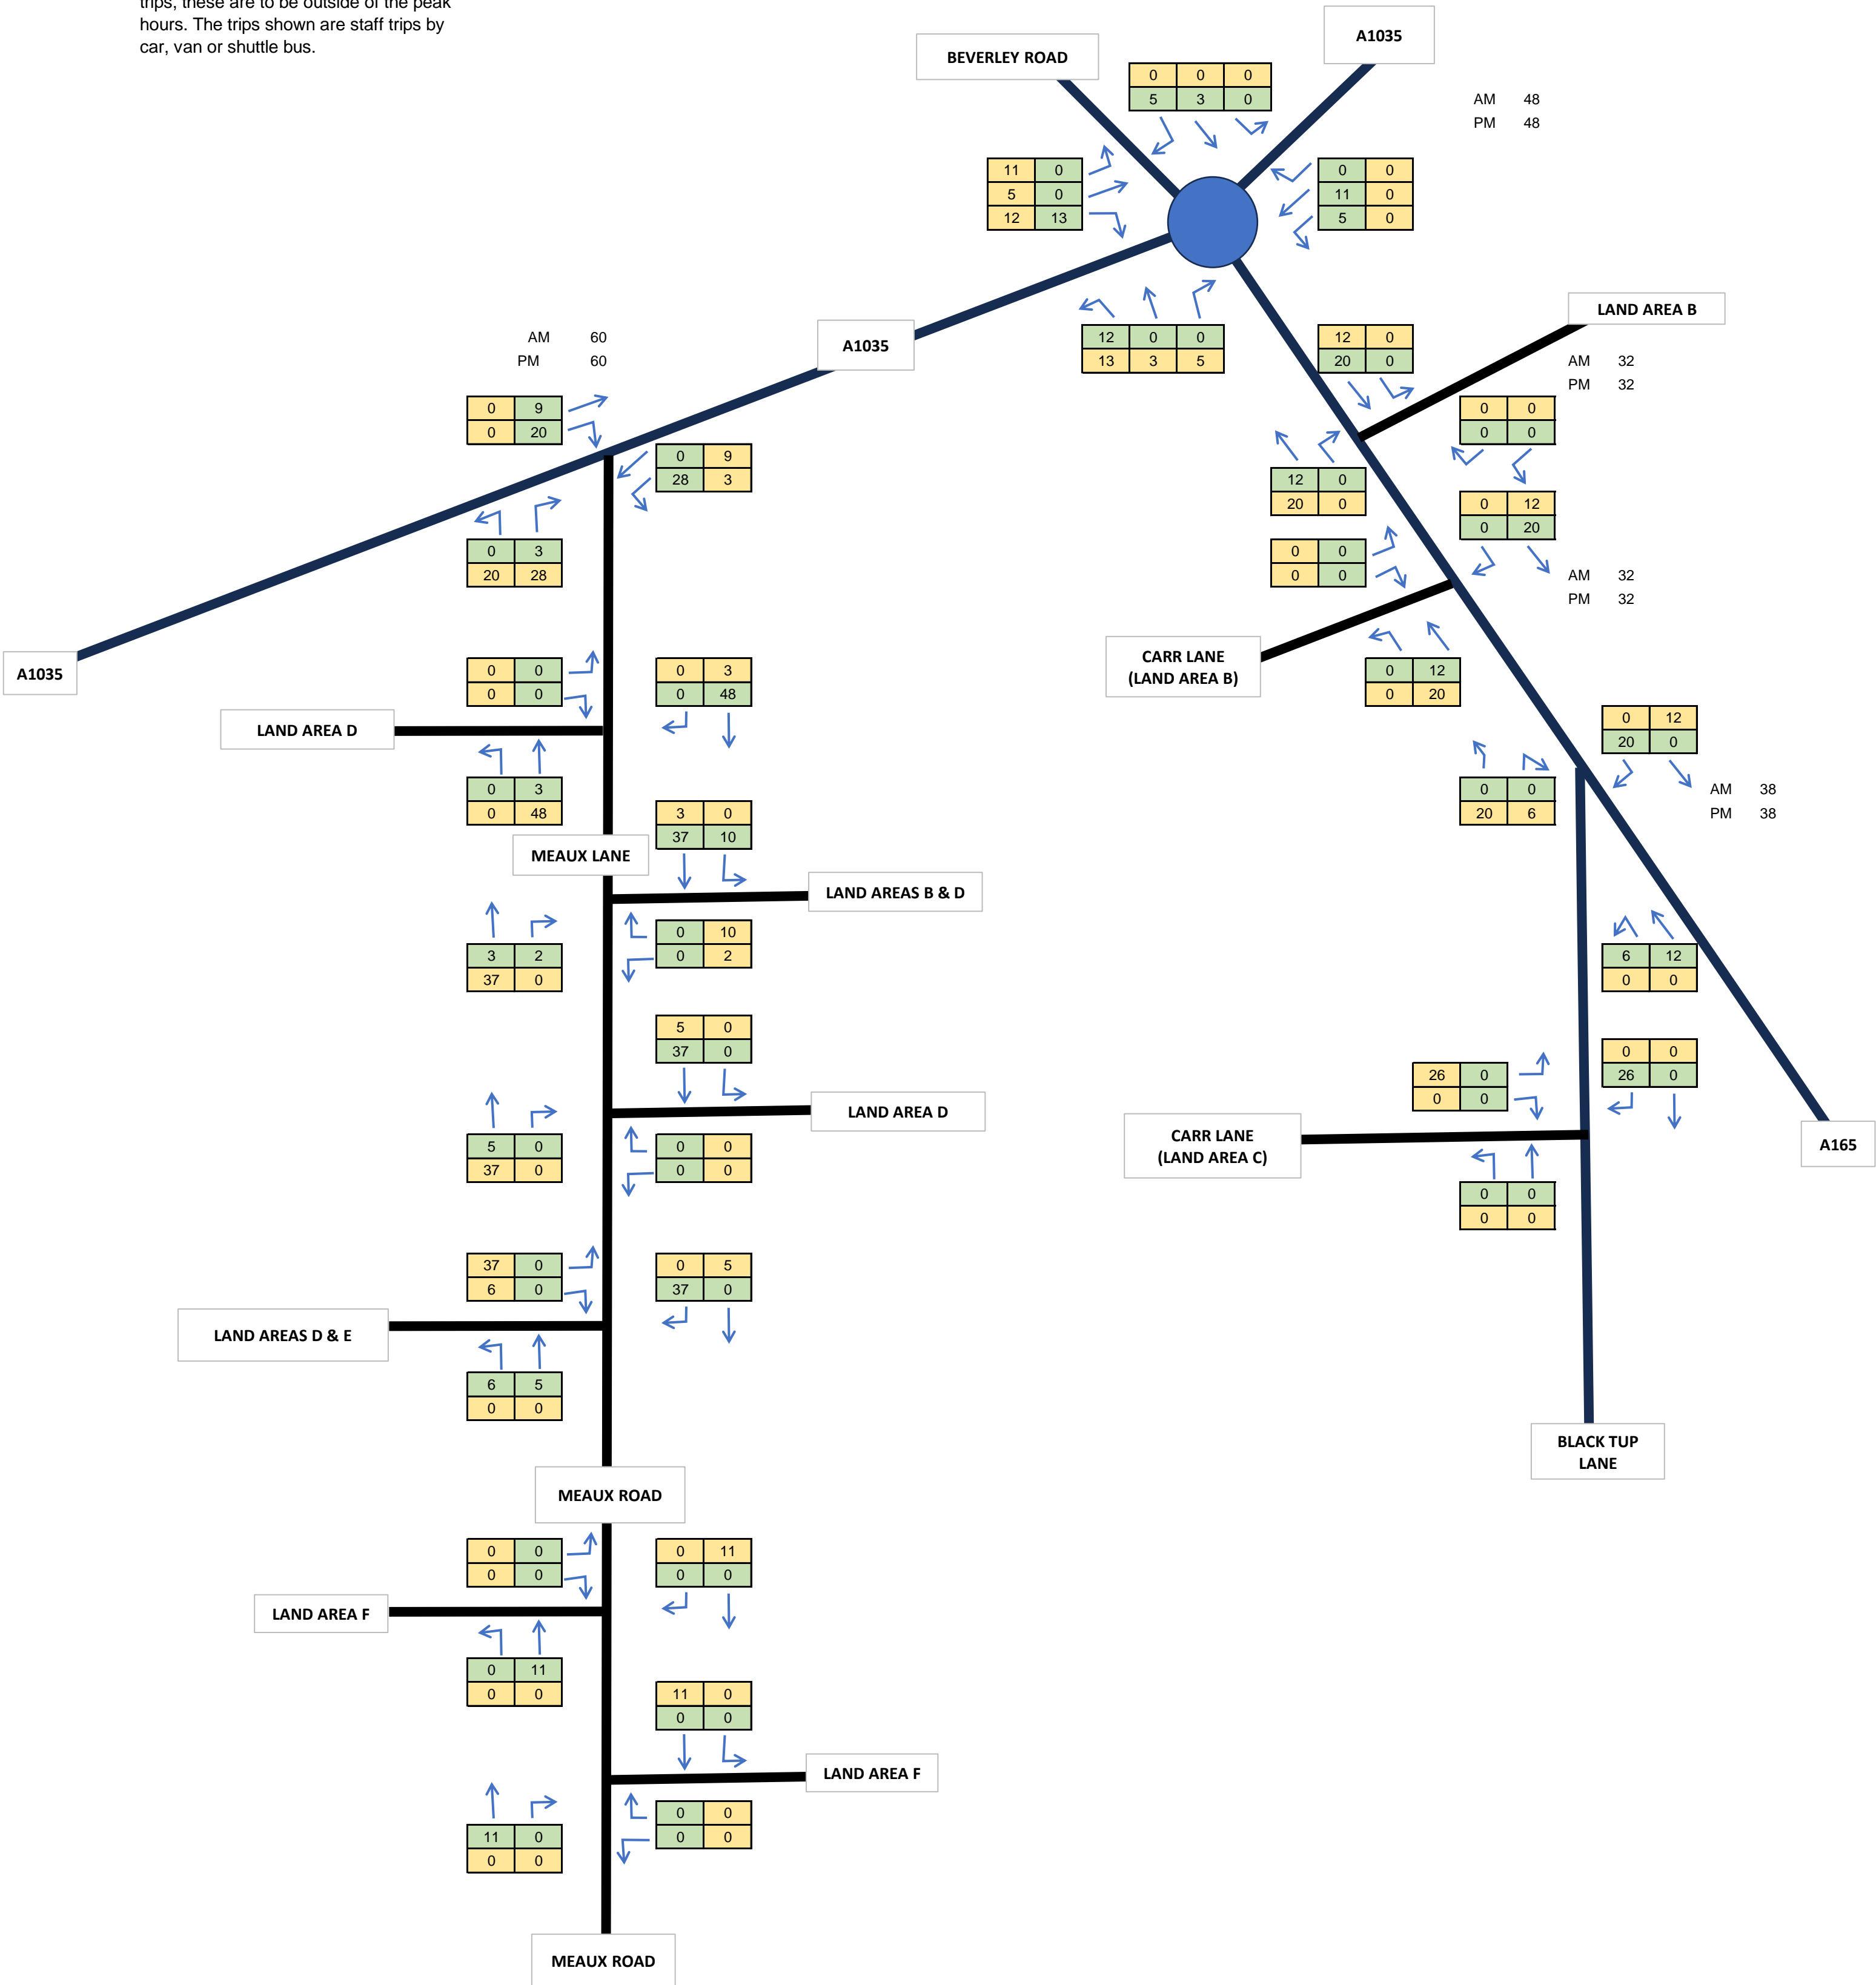 trips, these are to be outside of the peak
hours. The trips shown are staff trips by
car, van or shuttle bus.
A1035
BEVERLEY ROAD
0 0 0
5 3 0
AM 48
PM 48
11 0
5 0
12 13
0 0
11 0
5 0
LAND AREA B
12 0 0
13 3 5
12 0
20 0
AM 60
PM 60
A1035
AM 32
PM 32
0 9
0 20
0 0
0 0
0 9
28 3
12 0
20 0
0 12
0 20
0 3
20 28
0 0
0 0
AM 32
PM 32
A1035
CARR LANE
(LAND AREA B)
0 0
0 0
0 3
0 48
0 12
0 20
LAND AREA D
0 12
20 0
0 3
0 48
0 0
20 6
AM 38
PM 38
3 0
37 10
MEAUX LANE
LAND AREAS B & D
3 2
37 0
0 10
0 2
6 12
0 0
5 0
37 0
26 0
0 0
0 0
26 0
LAND AREA D
5 0
37 0
0 0
0 0
CARR LANE
(LAND AREA C)
A165
0 0
0 0
37 0
6 0
0 5
37 0
LAND AREAS D & E
6 5
0 0
BLACK TUP
LANE
MEAUX ROAD
0 0
0 0
0 11
0 0
LAND AREA F
0 11
0 0
11 0
0 0
LAND AREA F
11 0
0 0
0 0
0 0
MEAUX ROAD